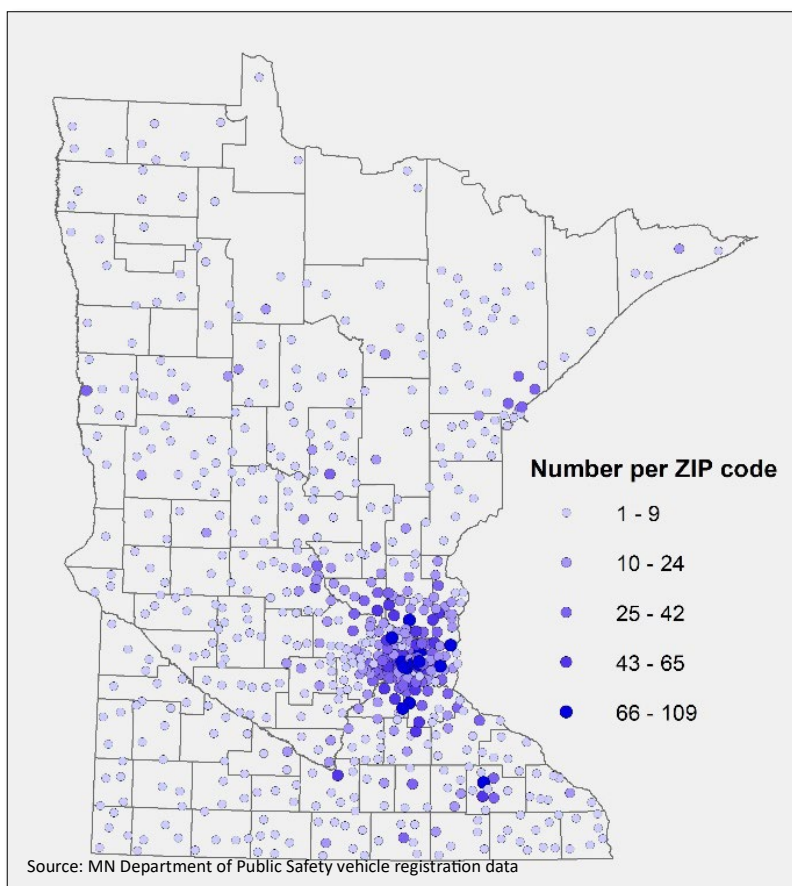 Number per ZIP code
1 - 9
10 - 24
25 - 42
43 - 65
66 - 109
Source: MN Department of Public Safety vehicle registration data